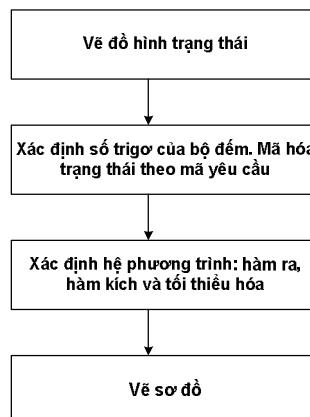 Vẽ đồ hình trạng thái
Xác định số trigơ của bộ đếm. Mã hóa
trạng thái theo mã yêu cầu
Xác định hệ phương trình: hàm ra,
hàm kích và tối thiểu hóa
Vẽ sơ đồ